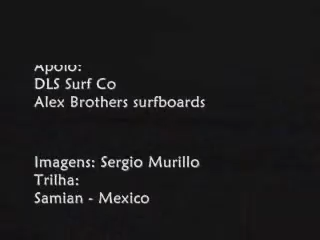 Apoio:
DLS Surf Co
Alex Brothers surfboards
Imagens: Sergio Murillo
Trilha:
Samian - Mexico